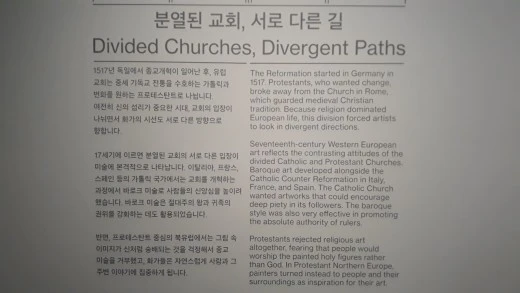 분열된 교회, 서로 다른 길
Divided Churches, Divergent Paths
1517년 독일에서 종교개혁이 일어난 후, 유럽
교회는 중세 기독교 전통을 수호하는 가톨릭과
변화를 원하는 프로테스탄트로 나뉩니다.
여전히 신의 섭리가 중요한 시대, 교회의 입장이
나뉘면서 화가의 시선도 서로 다른 방향으로
향합니다.
17세기에 이르면 분열된 교회의 서로 다른 입장이
미술에 본격적으로 나타납니다. 이탈리아, 프랑스,
스페인 등의 가톨릭 국가에서는 교회를 개혁하는
과정에서 바로크 미술로 사람들의 신앙심을 높이려
했습니다. 바로크 미술은 절대주의 왕과 귀족의
권위를 강화하는 데도 활용되었습니다.
반면, 프로테스탄트 중심의 북유럽에서는 그림 속
이미지가 신처럼 숭배되는 것을 걱정해서 종교
미술을 거부했고, 화가들은 자연스럽게 사람과 그
주변 이야기에 집중하게 됩니다.
The Reformation started in Germany in
1517. Protestants, who wanted change,
broke away from the Church in Rome,
which guarded medieval Christian
tradition. Because religion dominated
European life, this division forced artists
to look in divergent directions.
Seventeenth-century Western European
art reflects the contrasting attitudes of the
divided Catholic and Protestant Churches.
Baroque art developed alongside the
Catholic Counter Reformation in Italy,
France, and Spain. The Catholic Church
wanted artworks that could encourage
deep piety in its followers. The baroque
style was also very effective in promoting
the absolute authority of rulers.
Protestants rejected religious art
altogether, fearing that people would
worship the painted holy figures rather
than God. In Protestant Northern Europe,
painters turned instead to people and their
surroundings as inspiration for their art.